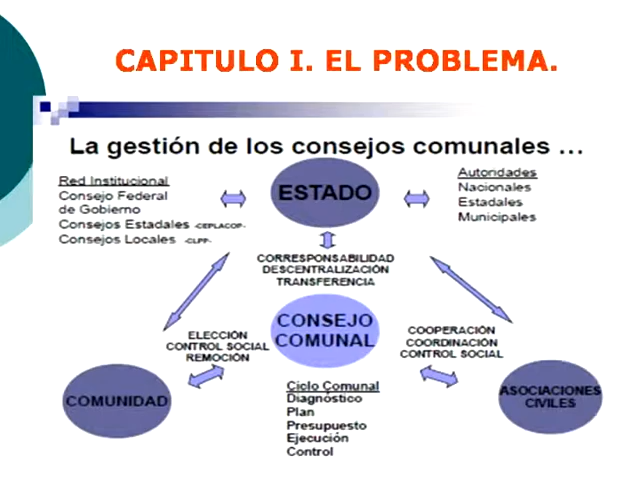 CAPITULO I. EL PROBLEMA.
La gestión de los consejos comunales ...
Red Institucional
Consejo Federal
de Gobierno
Consejos Estadales -CEPLACOP-
Consejos Locales -CLPP-
ESTADO
Autoridades
Nacionales
Estadales
Municipales
CORRESPONSABILIDAD
DESCENTRALIZACIÓN
TRANSFERENCIA
CONSEJO
COMUNAL
ELECCIÓN
CONTROL SOCIAL
REMOCIÓN
COOPERACIÓN
COORDINACIÓN
CONTROL SOCIAL
COMUNIDAD
Ciclo Comunal
Diagnóstico
Plan
Presupuesto
Ejecución
Control
ASOCIACIONES
CIVILES